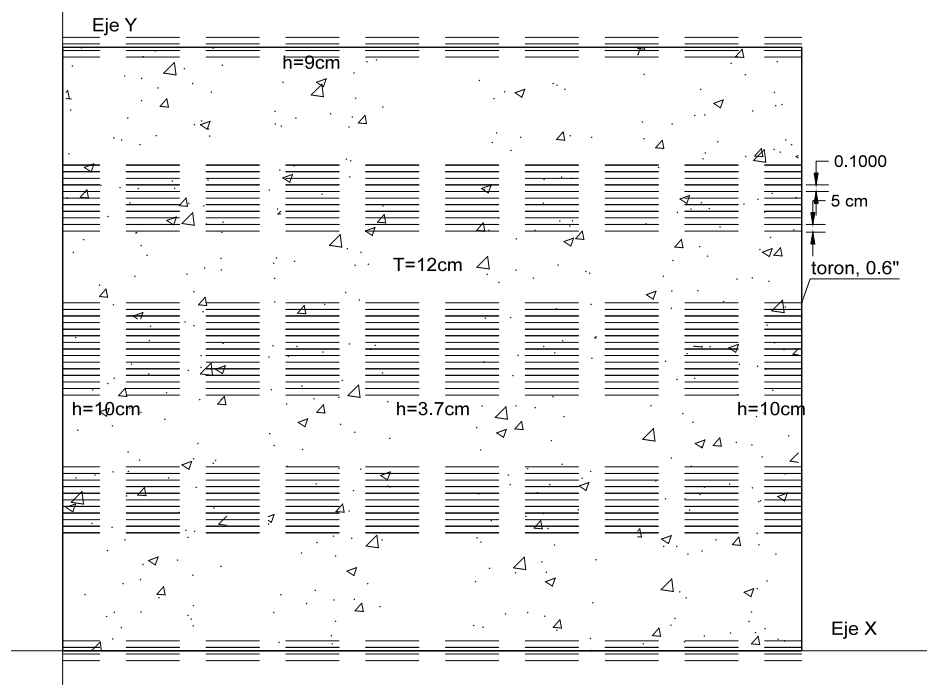 Eje Y
h=9cm
0.1000
5 cm
T=12cm
toron, 0.6"
h=10cm
h=3.7cm
h=10cm
Eje X